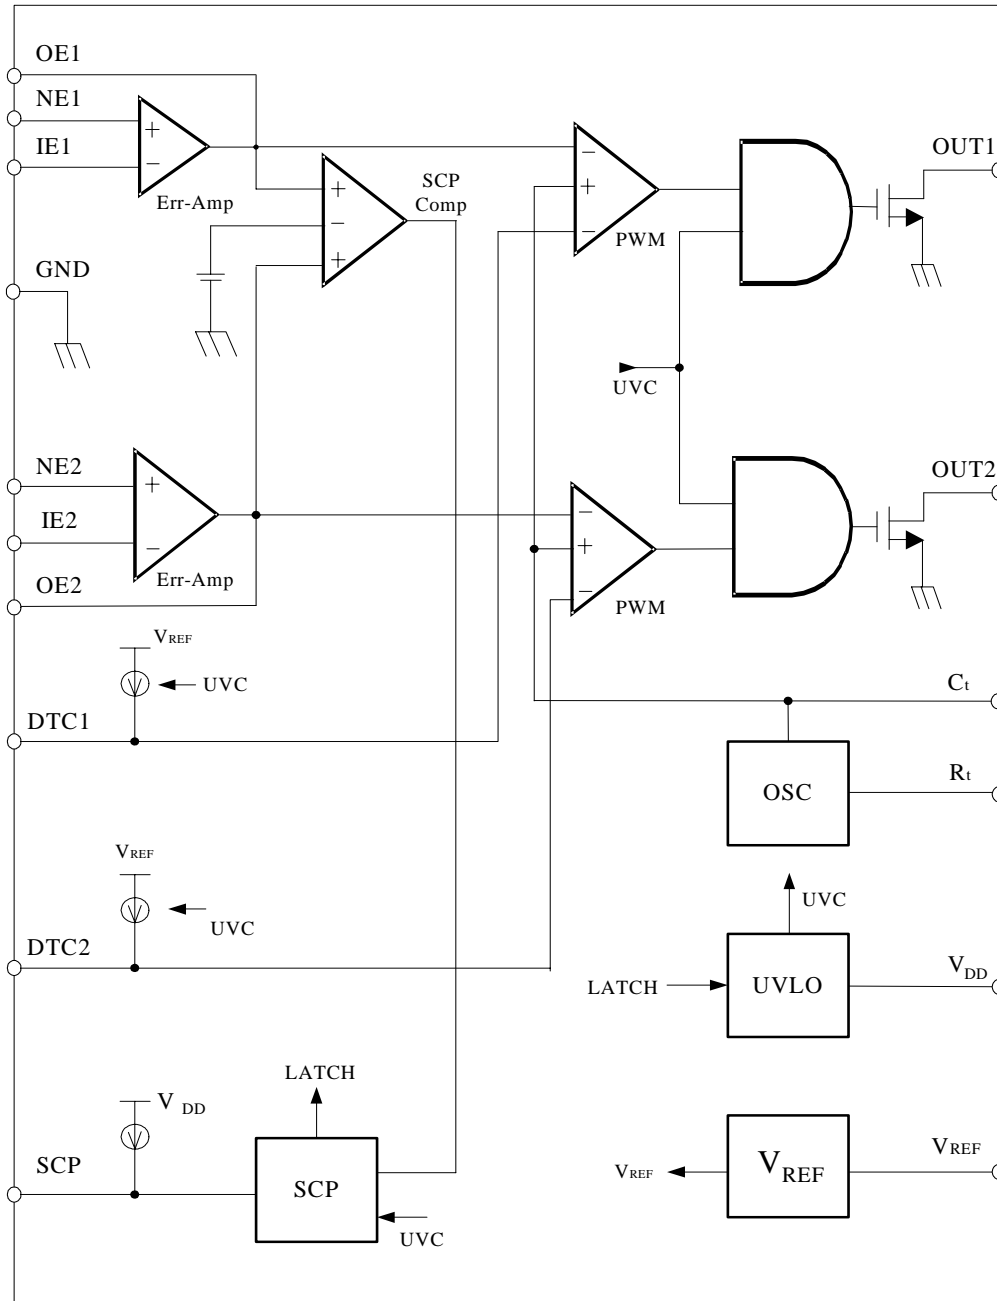 OE1
NE1
IE1
+
−
Err-Amp
SCP
Comp
+
−
+
−
+
−
PWM
OUT1
GND
UVC
NE2
IE2
OE2
+
−
Err-Amp
−
+
−
PWM
OUT2
VREF
UVC
DTC1
Ct
OSC
Rt
VREF
UVC
DTC2
UVC
LATCH
UVLO
VDD
LATCH
V DD
SCP
SCP
UVC
VREF
VREF
VREF